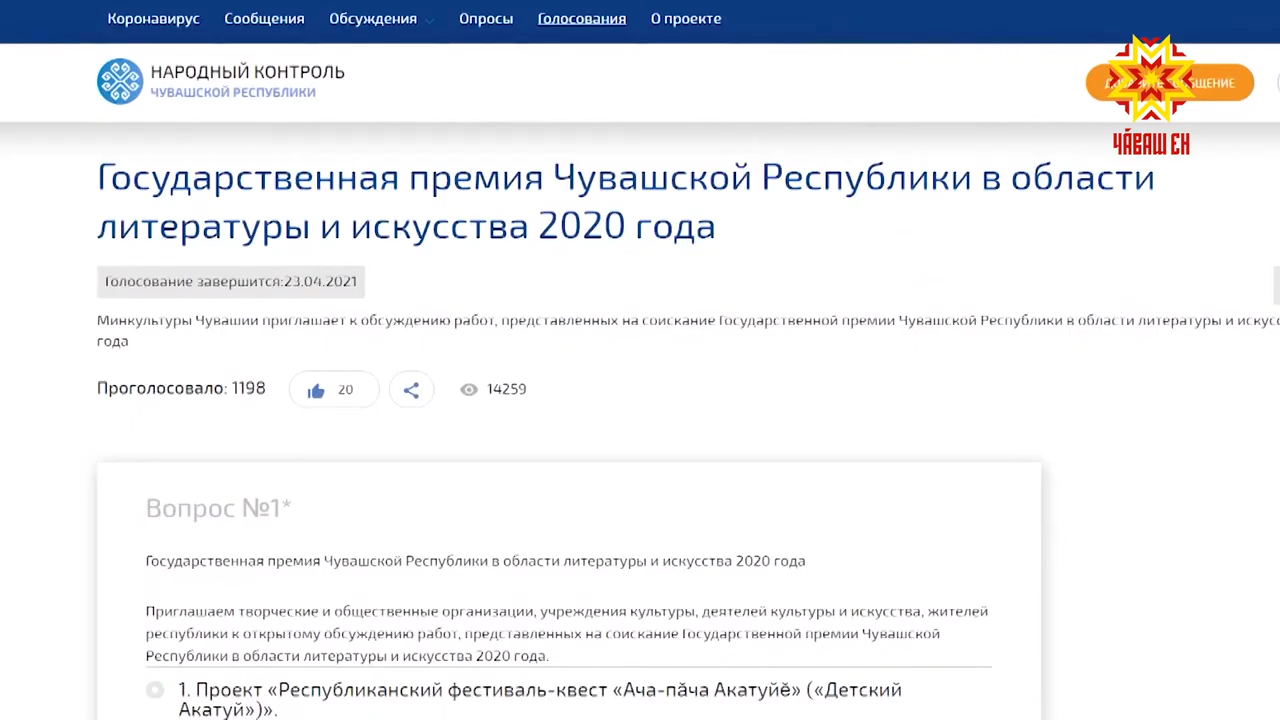 Коронавирус Сообщения Обсуждения Опросы Голосования О проекте
НАРОДНЫЙ КОНТРОЛЬ
ЧУВАШСКОЙ РЕСПУБЛИКИ
ЧӐВАШ ЕН
Государственная премия Чувашской Республики в области
литературы и искусства 2020 года
Голосование завершится:23.04.2021
Минкультуры Чувашии приглашает к обсуждению работ, представленных на соискание Государственной премии Чувашской Республики в области литературы и
года
Проголосовало: 1198 20 14259
Вопрос №1*
Государственная премия Чувашской Республики в области литературы и искусства 2020 года
Приглашаем творческие и общественные организации, учреждения культуры, деятелей культуры и искусства, жителей
республики к открытому обсуждению работ, представленных на соискание Государственной премии Чувашской
Республики в области литературы и искусства 2020 года.
1. Проект «Республиканский фестиваль-квест «Ача-пӑча Акатуйӗ» («Детский
Акатуй»)».